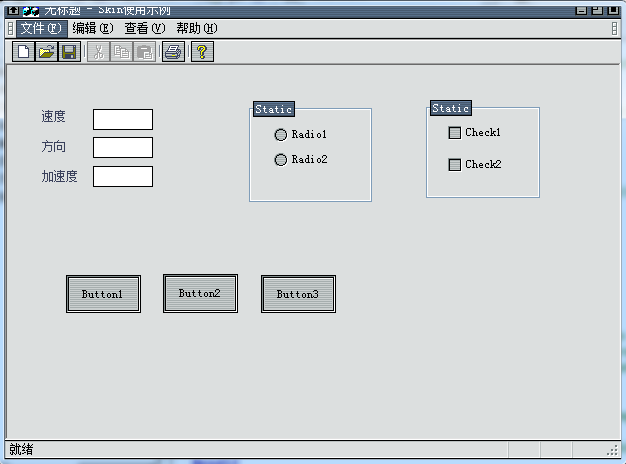 无标题 - Skin使用示例
文件(F) 编辑(E) 查看(V) 帮助(H)
速度
方向
加速度
Static
Radio1
Radio2
Static
Check1
Check2
Button1 Button2 Button3
就绪